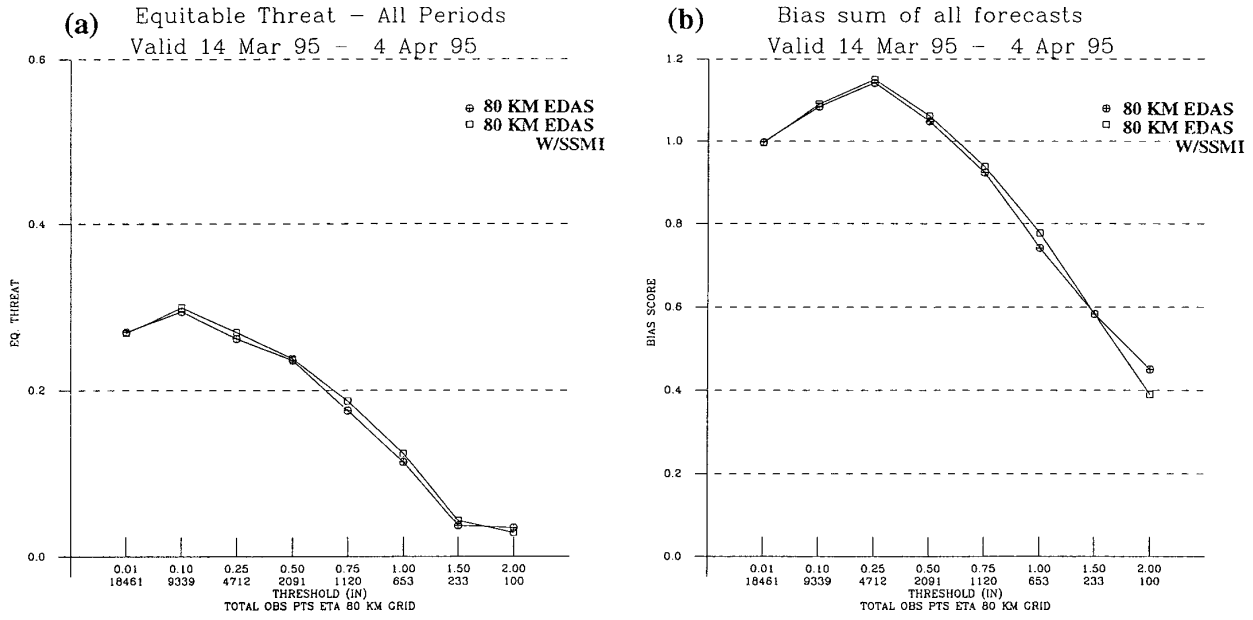 (a)
Equitable Threat – All Periods
Valid 14 Mar 95 – 4 Apr 95
0.6
0.4
0.2
0.0
EQ. THREAT
80 KM EDAS
80 KM EDAS
W/SSMI
0.01 0.10 0.25 0.50 0.75 1.00 1.50 2.00
18461 9339 4712 2091 1120 653 233 100
THRESHOLD (IN)
TOTAL OBS PTS ETA 80 KM GRID
(b)
Bias sum of all forecasts
Valid 14 Mar 95 – 4 Apr 95
1.2
1.0
0.8
0.6
0.4
0.2
0.0
BIAS SCORE
80 KM EDAS
80 KM EDAS
W/SSMI
0.01 0.10 0.25 0.50 0.75 1.00 1.50 2.00
18461 9339 4712 2091 1120 653 233 100
THRESHOLD (IN)
TOTAL OBS PTS ETA 80 KM GRID